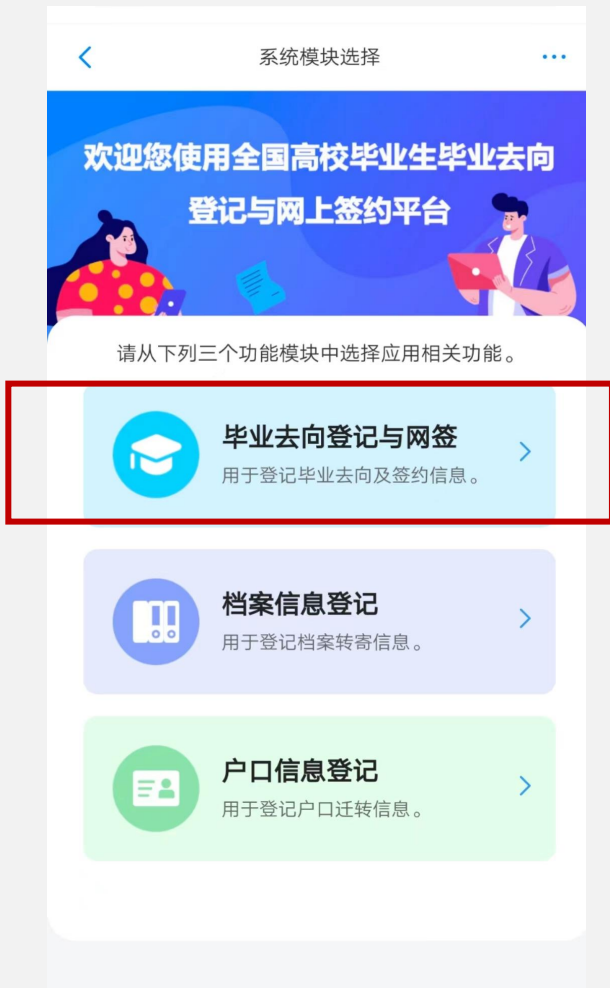 系统模块选择
欢迎您使用全国高校毕业生毕业去向
登记与网上签约平台
请从下列三个功能模块中选择应用相关功能。
毕业去向登记与网签
用于登记毕业去向及签约信息。
档案信息登记
用于登记档案转寄信息。
户口信息登记
用于登记户口迁转信息。